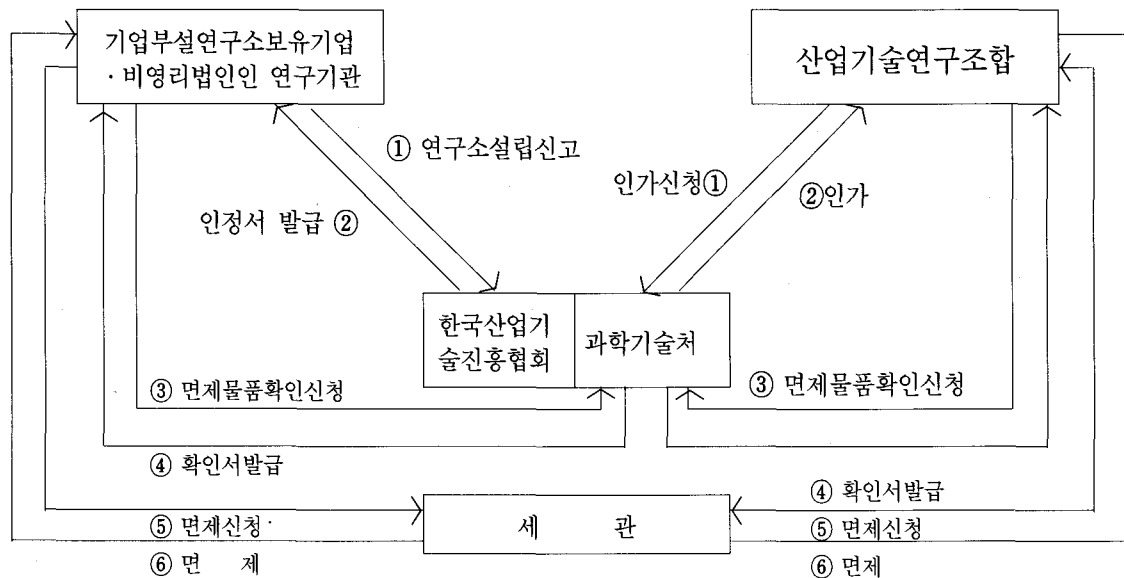 기업부설연구소보유기업
· 비영리법인인 연구기관
산업기술연구조합
① 연구소설립신고
인정서 발급 ②
인가신청①
②인가
한국산업기
술진흥협회
과학기술처
③ 면제물품확인신청
③ 면제물품확인신청
④ 확인서발급
④ 확인서발급
세 관
⑤ 면제신청
⑤ 면제신청
⑥ 면 제
⑥ 면제